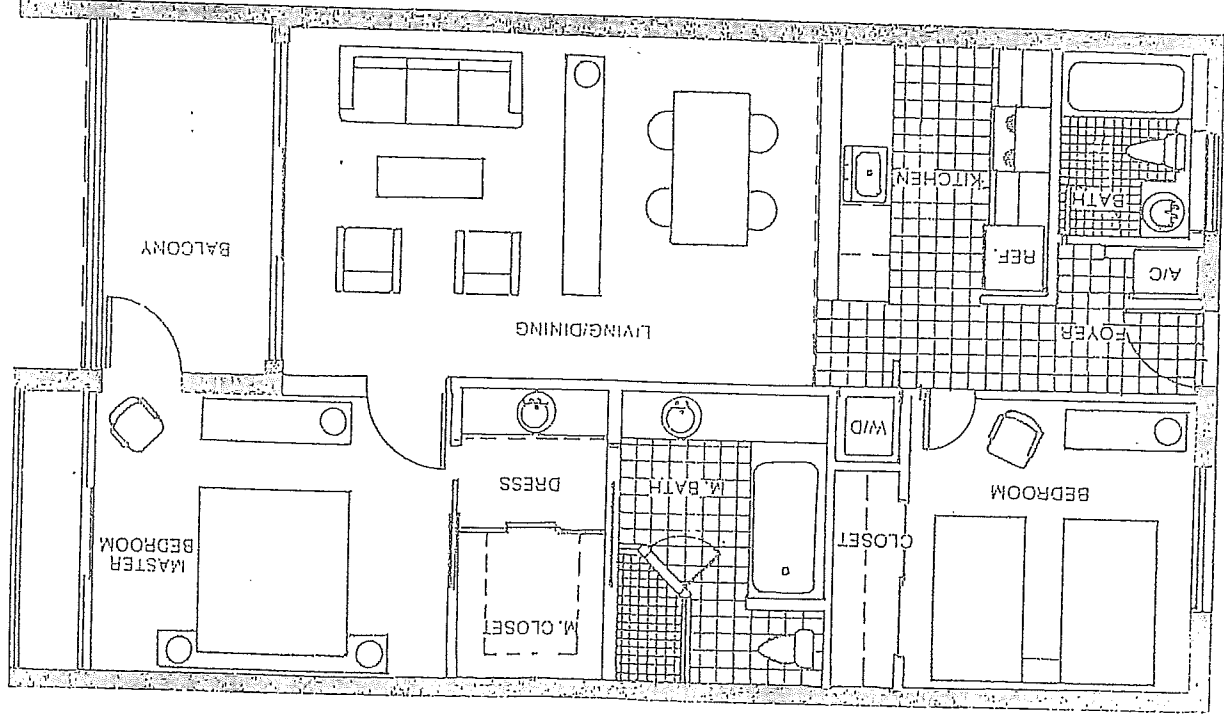 M. CLOSET
MASTER
BEDROOM
CLOSET
BEDROOM
M. BATH
DRESS
W/D
FOYER
LIVING/DINING
A/C
REF.
BALCONY
BATH
KITCHEN